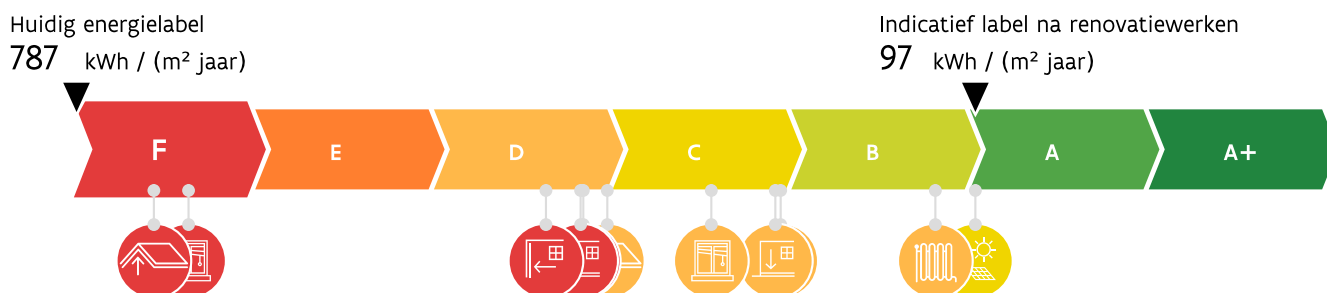 Huidig energielabel
787 kWh / (m² jaar)
Indicatief label na renovatiewerken
97 kWh / (m² jaar)
F E D C B A A+